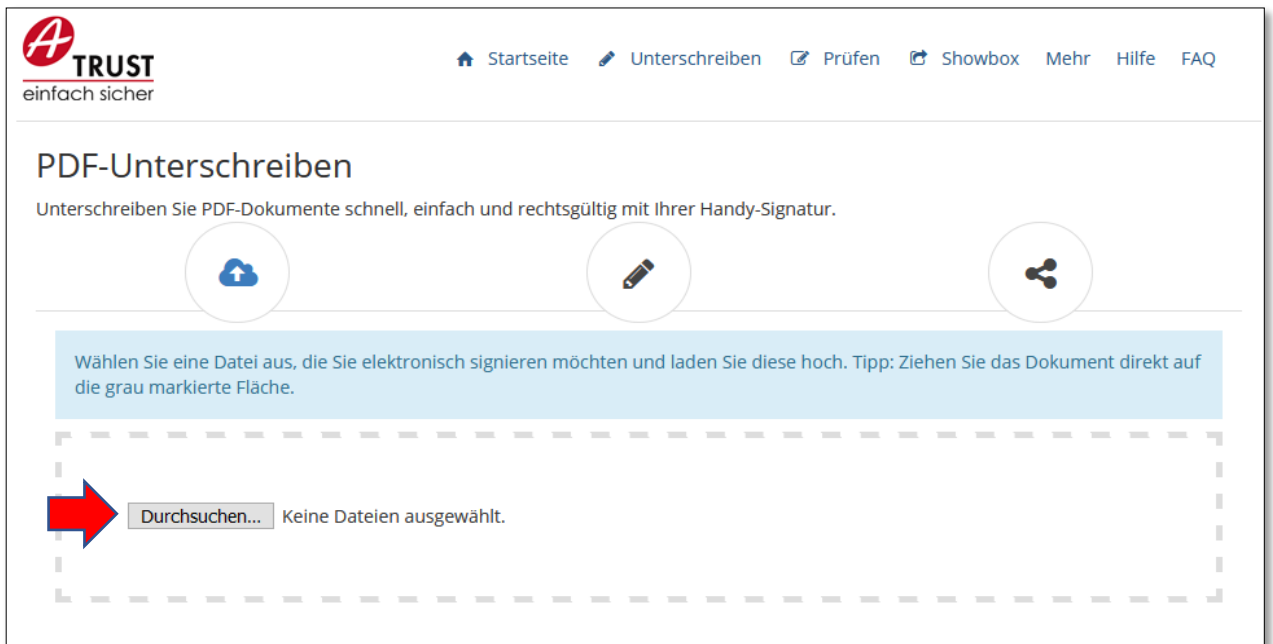 A
TRUST
einfach sicher
Startseite Unterschreiben Prüfen Showbox Mehr Hilfe FAQ
PDF-Unterschreiben
Unterschreiben Sie PDF-Dokumente schnell, einfach und rechtsgültig mit Ihrer Handy-Signatur.
Wählen Sie eine Datei aus, die Sie elektronisch signieren möchten und laden Sie diese hoch. Tipp: Ziehen Sie das Dokument direkt auf
die grau markierte Fläche.
Durchsuchen... Keine Dateien ausgewählt.